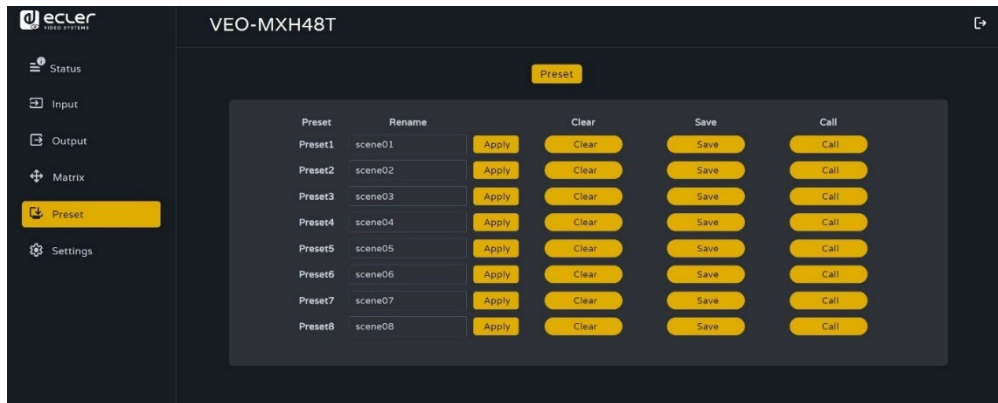 ecler
VIDEO SYSTEMS
VEO-MXH48T
Status
Input
Output
Matrix
Preset
Settings
Preset
Preset Rename Clear Save Call
Preset1 scene01 Apply Clear Save Call
Preset2 scene02 Apply Clear Save Call
Preset3 scene03 Apply Clear Save Call
Preset4 scene04 Apply Clear Save Call
Preset5 scene05 Apply Clear Save Call
Preset6 scene06 Apply Clear Save Call
Preset7 scene07 Apply Clear Save Call
Preset8 scene08 Apply Clear Save Call